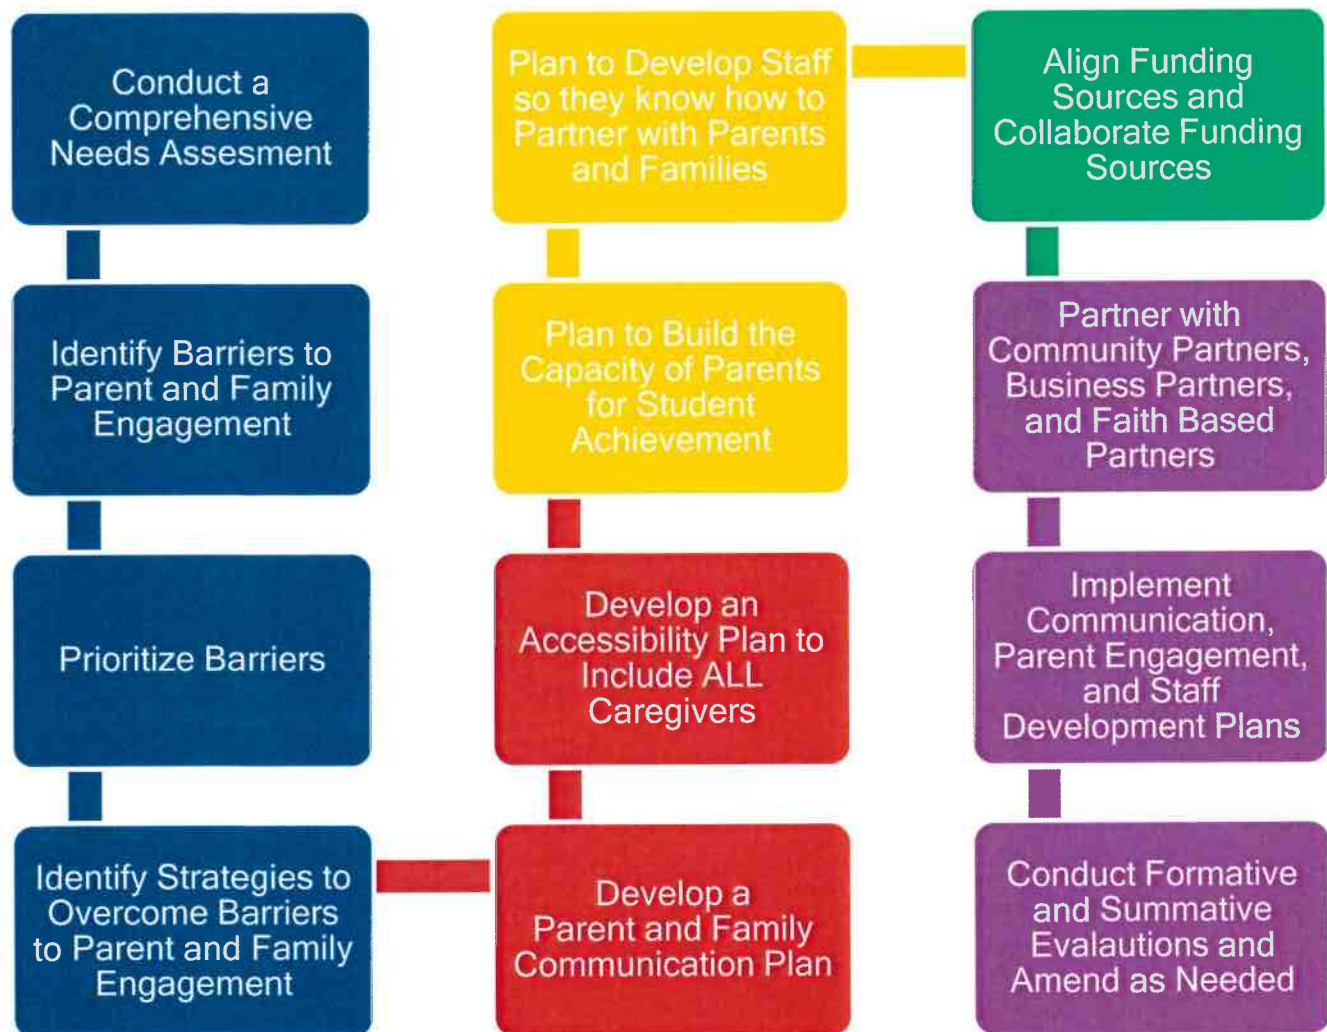 Conduct a
Comprehensive
Needs Assesment
Identify Barriers to
Parent and Family
Engagement
Prioritize Barriers
Identify Strategies to
Overcome Barriers
to Parent and Family
Engagement
Develop a
Parent and Family
Communication Plan
Develop an
Accessibility Plan to
Include ALL
Caregivers
Plan to Build the
Capacity of Parents
for Student
Achievement
Plan to Develop Staff
so they know how to
Partner with Parents
and Families
Align Funding
Sources and
Collaborate Funding
Sources
Partner with
Community Partners,
Business Partners,
and Faith Based
Partners
Implement
Communication,
Parent Engagement,
and Staff
Development Plans
Conduct Formative
and Summative
Evalautions and
Amend as Needed